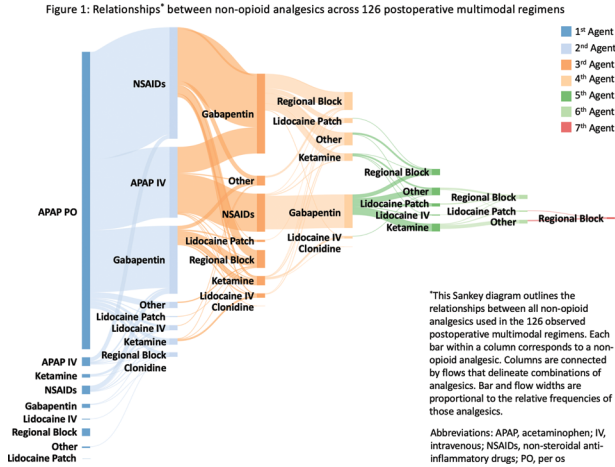 Figure 1: Relationships* between non-opioid analgesics across 126 postoperative multimodal regimens
1st Agent
2nd Agent
3rd Agent
4th Agent
5th Agent
6th Agent
7th Agent
APAP PO
APAP IV
Ketamine
NSAIDs
Gabapentin
Lidocaine IV
Regional Block
Other
Lidocaine Patch
NSAIDs
APAP IV
Gabapentin
Other
Lidocaine Patch
Lidocaine IV
Ketamine
Regional Block
Clonidine
Gabapentin
Other
NSAIDs
Lidocaine Patch
Regional Block
Ketamine
Lidocaine IV
Clonidine
Regional Block
Lidocaine Patch
Other
Ketamine
Gabapentin
Lidocaine IV
Clonidine
Regional Block
Other
Lidocaine Patch
Lidocaine IV
Ketamine
Regional Block
Lidocaine Patch
Other
Regional Block
*This Sankey diagram outlines the
relationships between all non-opioid
analgesics used in the 126 observed
postoperative multimodal regimens. Each
bar within a column corresponds to a non-
opioid analgesic. Columns are connected
by flows that delineate combinations of
analgesics. Bar and flow widths are
proportional to the relative frequencies of
those analgesics.
Abbreviations: APAP, acetaminophen; IV,
intravenous; NSAIDs, non-steroidal anti-
inflammatory drugs; PO, per os